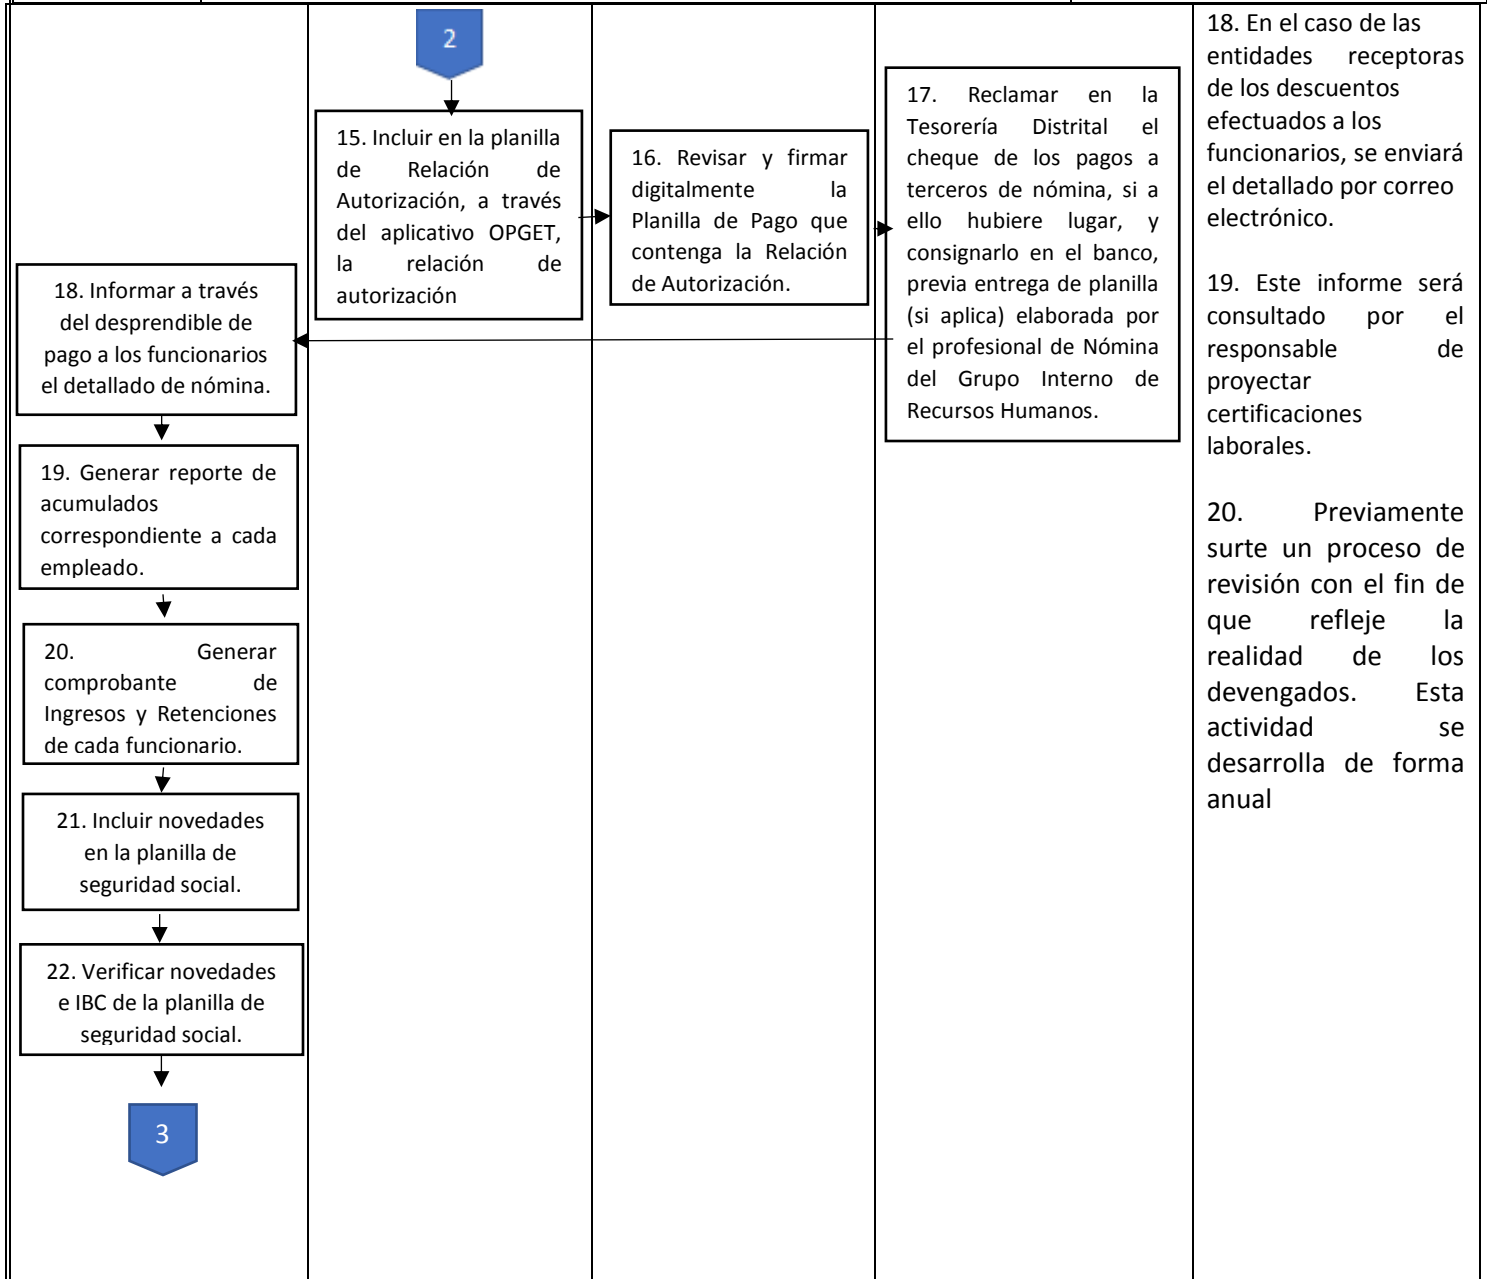 2
15. Incluir en la planilla
de Relación de
Autorización, a través
del aplicativo OPGET,
la relación de
autorización
16. Revisar y firmar
digitalmente la
Planilla de Pago que
contenga la Relación
de Autorización.
17. Reclamar en la
Tesorería Distrital el
cheque de los pagos a
terceros de nómina, si a
ello hubiere lugar, y
consignarlo en el banco,
previa entrega de planilla
(si aplica) elaborada por
el profesional de Nómina
del Grupo Interno de
Recursos Humanos.
18. Informar a través
del desprendible de
pago a los funcionarios
el detallado de nómina.
19. Generar reporte de
acumulados
correspondiente a cada
empleado.
20. Generar
comprobante de
Ingresos y Retenciones
de cada funcionario.
21. Incluir novedades
en la planilla de
seguridad social.
22. Verificar novedades
e IBC de la planilla de
seguridad social.
3
18. En el caso de las
entidades receptoras
de los descuentos
efectuados a los
funcionarios, se enviará
el detallado por correo
electrónico.
19. Este informe será
consultado por el
responsable de
proyectar
certificaciones
laborales.
20. Previamente
surte un proceso de
revisión con el fin de
que refleje la
realidad de los
devengados. Esta
actividad se
desarrolla de forma
anual